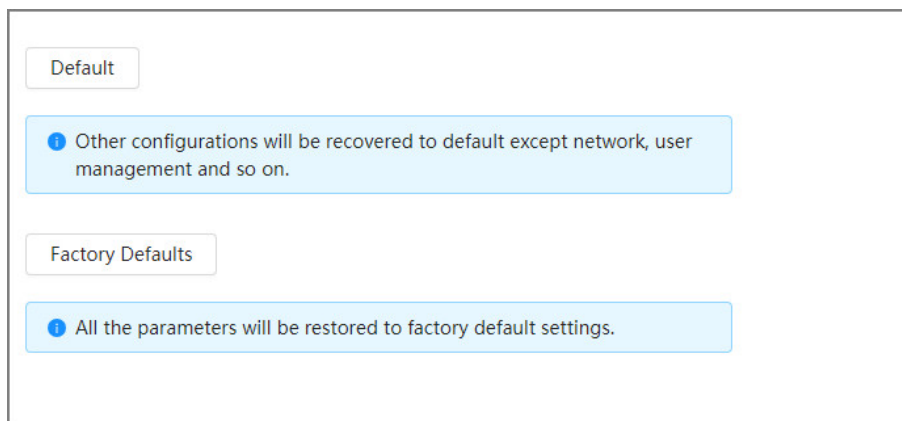 Default
Other configurations will be recovered to default except network, user
management and so on.
Factory Defaults
All the parameters will be restored to factory default settings.